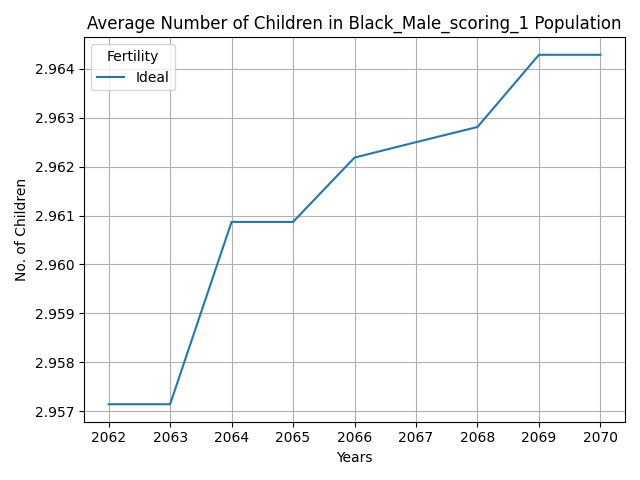 Average Number of Children in Black_Male_scoring_1 Population
Fertility
Ideal
No. of Children
2.964
2.963
2.962
2.961
2.960
2.959
2.958
2.957
2062 2063 2064 2065 2066 2067 2068 2069 2070
Years